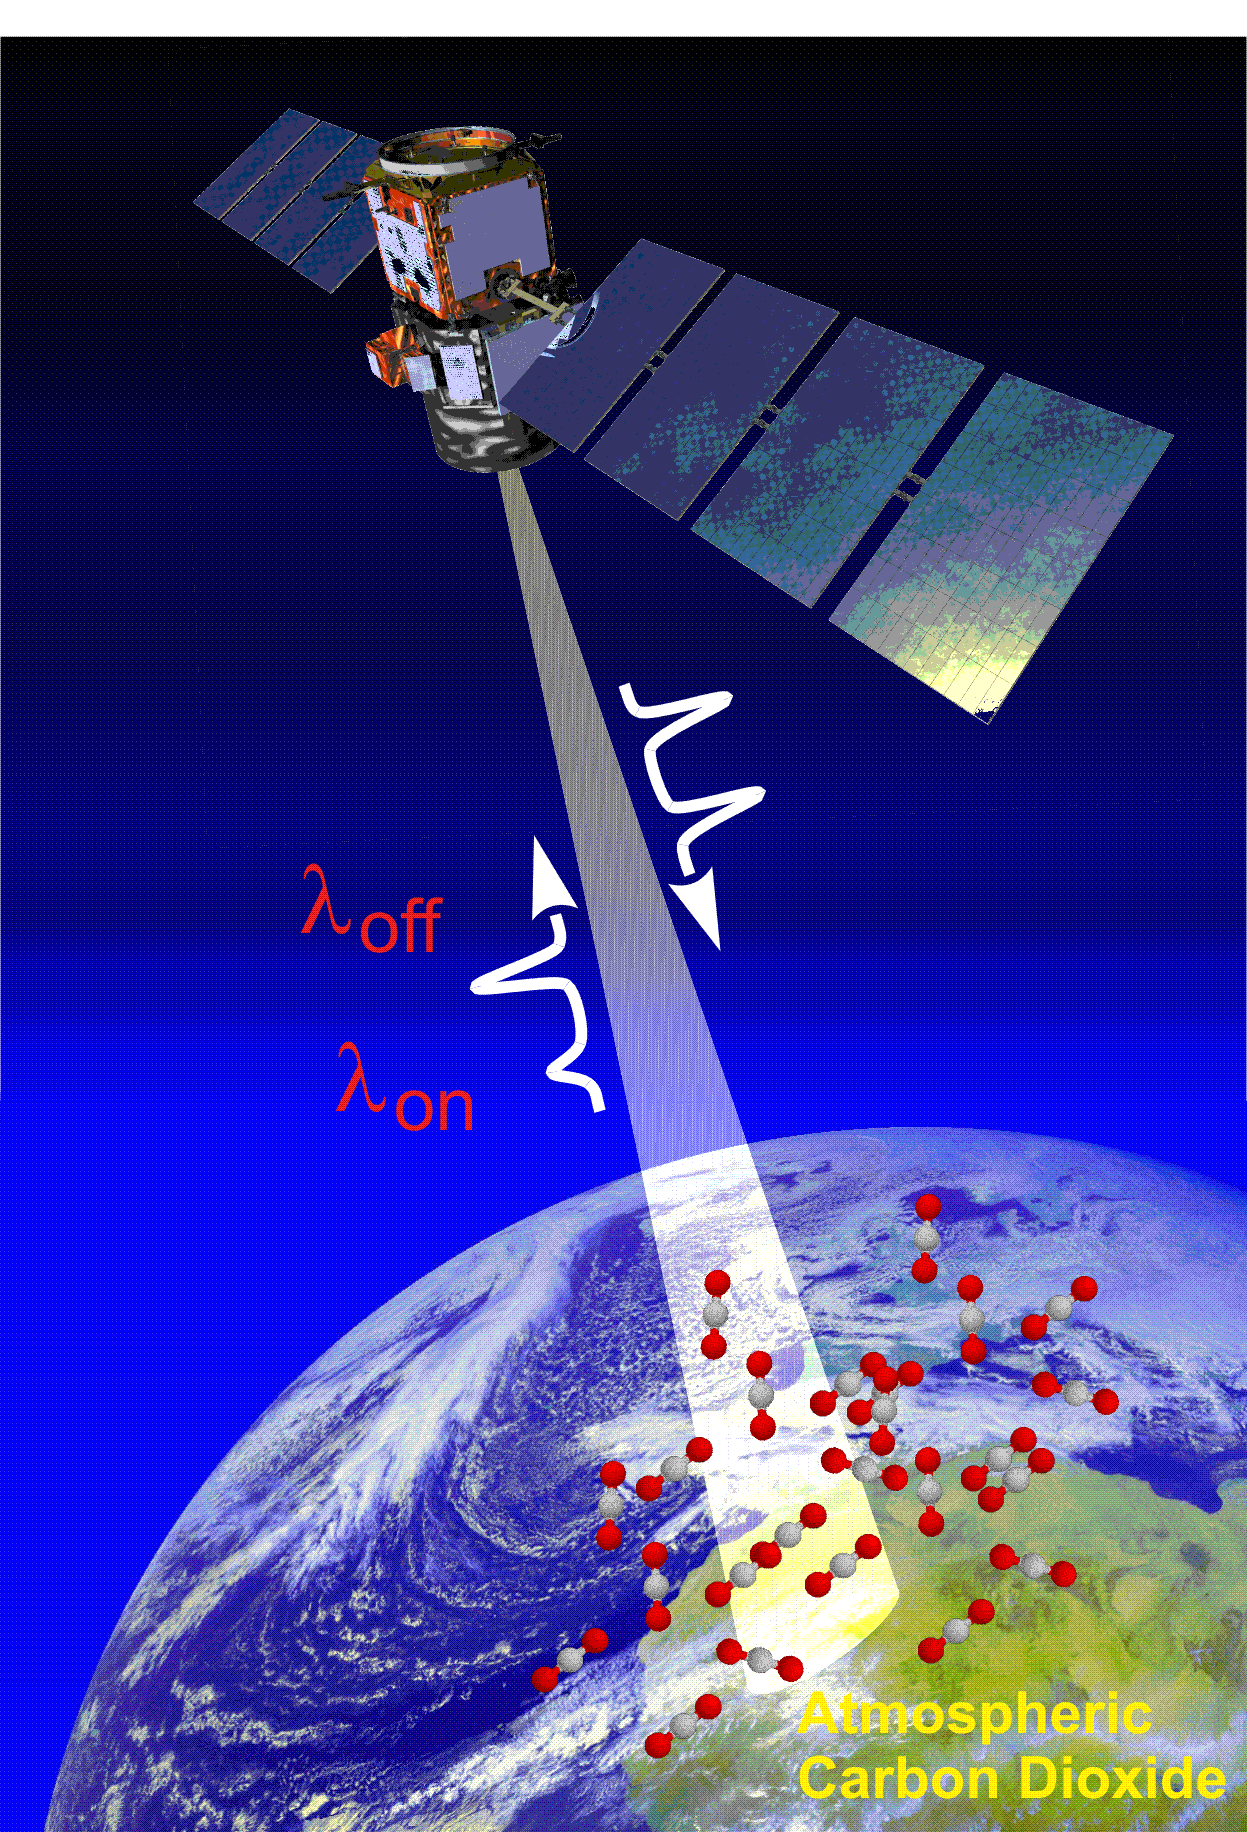 λoff
λon
Atmospheric
Carbon Dioxide